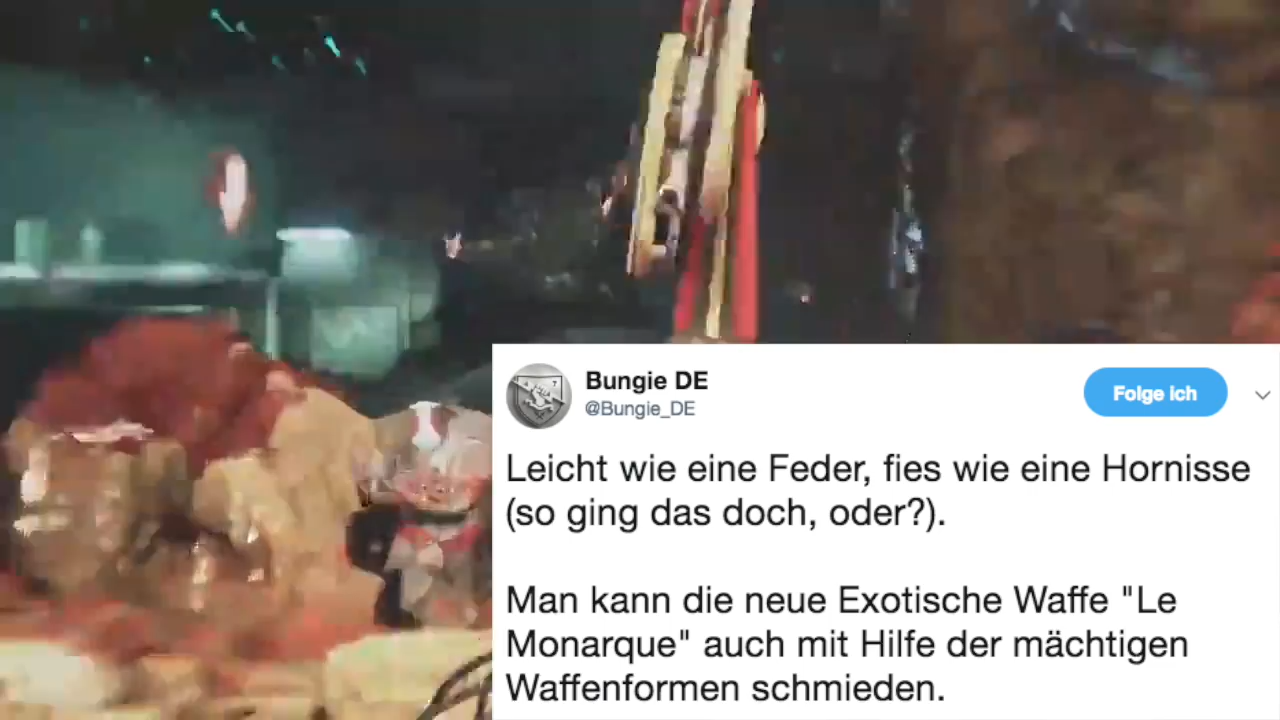 Bungie DE
@Bungie_DE
Folge ich
Leicht wie eine Feder, fies wie eine Hornisse
(so ging das doch, oder?).
Man kann die neue Exotische Waffe "Le
Monarque" auch mit Hilfe der mächtigen
Waffenformen schmieden.